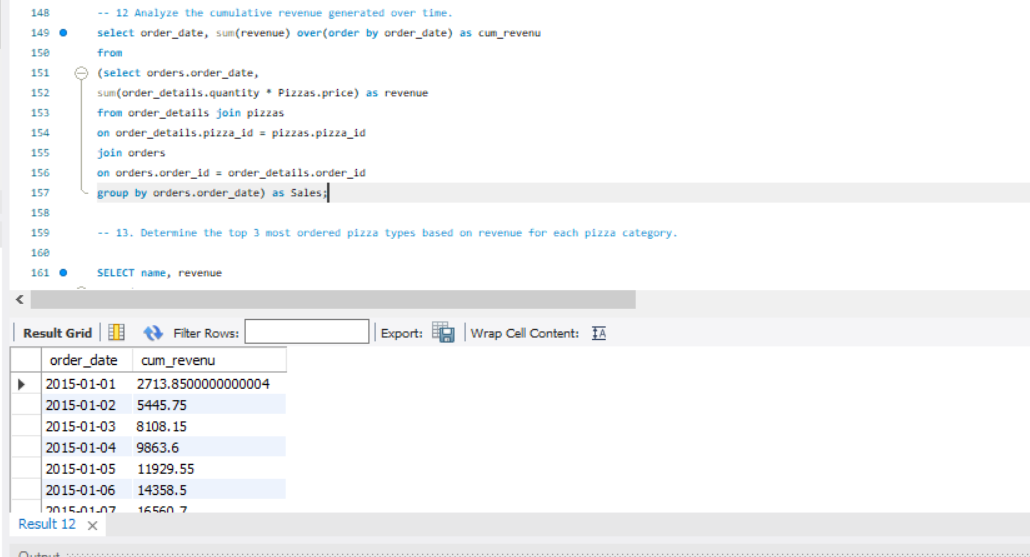 148 -- 12 Analyze the cumulative revenue generated over time.
149 select order_date, sum(revenue) over(order by order_date) as cum_revenu
150 from
151 (select orders.order_date,
152 sum(order_details.quantity * Pizzas.price) as revenue
153 from order_details join pizzas
154 on order_details.pizza_id = pizzas.pizza_id
155 join orders
156 on orders.order_id = order_details.order_id
157 group by orders.order_date) as Sales;
158
159 -- 13. Determine the top 3 most ordered pizza types based on revenue for each pizza category.
160
161 SELECT name, revenue
Result Grid Filter Rows: Export: Wrap Cell Content: IA
order_date cum_revenu
2015-01-01 2713.8500000000004
2015-01-02 5445.75
2015-01-03 8108.15
2015-01-04 9863.6
2015-01-05 11929.55
2015-01-06 14358.5
2015-01-07 16560.7
Result 12 ×
Output